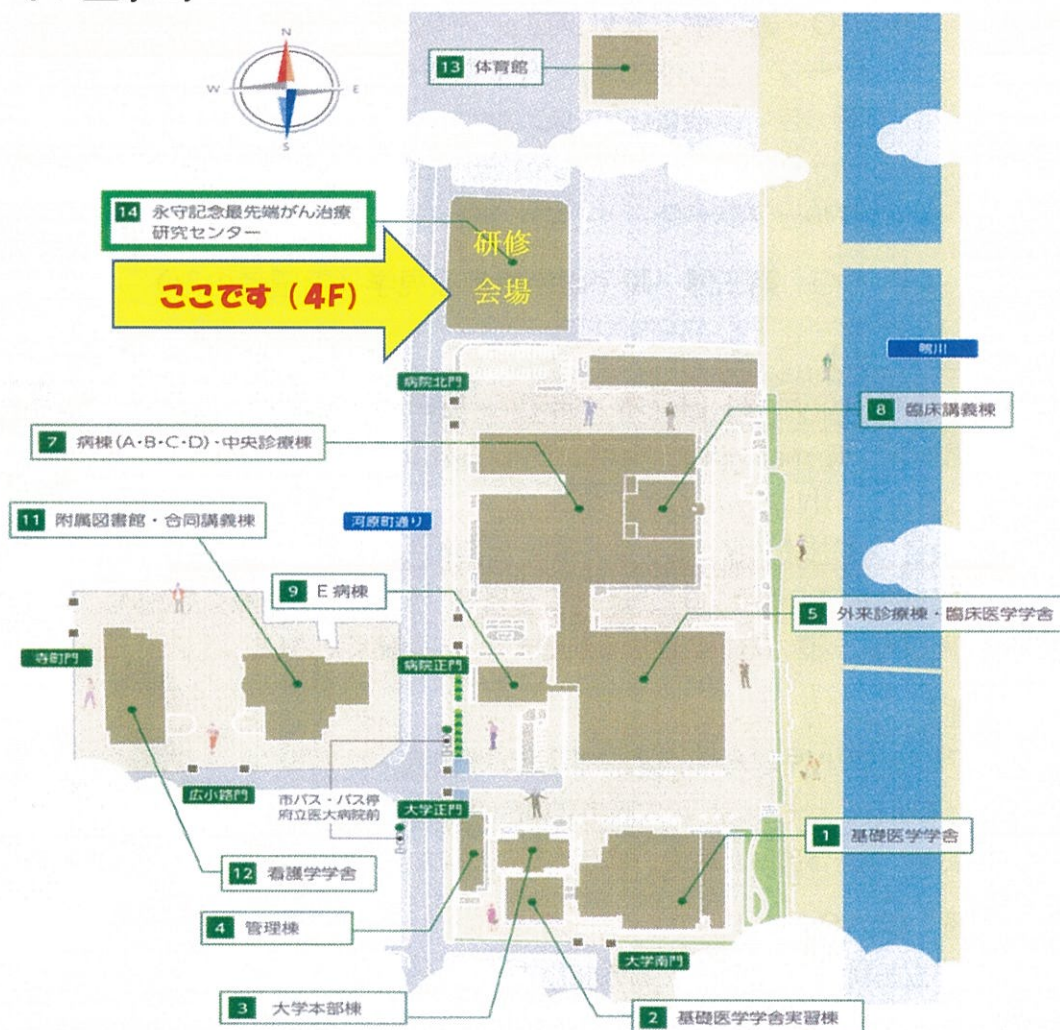 N
W
E
S
13 体育館
14 永守記念最先端がん治療
研究センター
研修
会場
ここです（4F）
鴨川
病院北門
8 臨床講義棟
7 病棟(A・B・C・D)・中央診療棟
11 附属図書館・合同講義棟
河原町通り
9 E 病棟
5 外来診療棟・臨床医学学舎
寺町門
病院正門
広小路門
市バス・バス停
府立医大病院前
大学正門
1 基礎医学学舎
12 看護学学舎
4 管理棟
大学南門
3 大学本部棟
2 基礎医学学舎実習棟